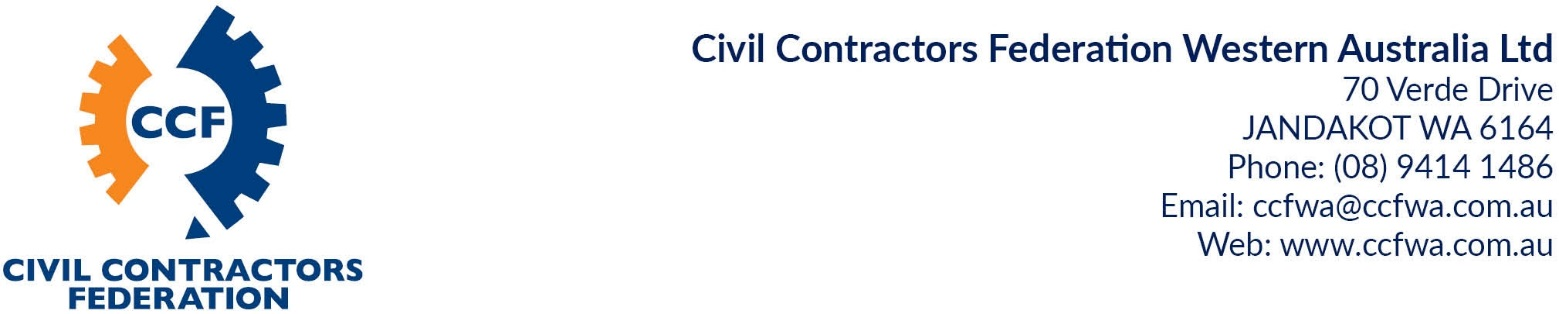 CCF
CIVIL CONTRACTORS
FEDERATION
Civil Contractors Federation Western Australia Ltd
70 Verde Drive
JANDAKOT WA 6164
Phone: (08) 9414 1486
Email: ccfwa@ccfwa.com.au
Web: www.ccfwa.com.au